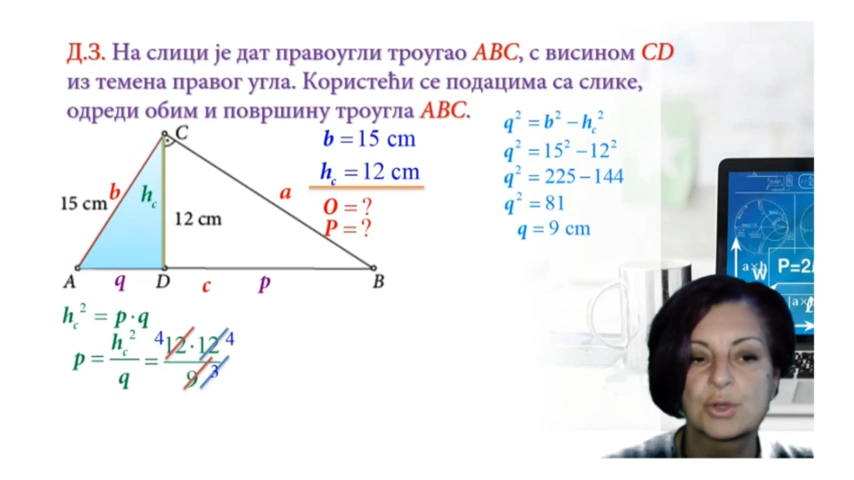 Д.З. На слици је дат правоугли троугао ABC, с висином CD
из темена правог угла. Користећи се подацима са слике,
одреди обим и површину троугла ABC.
C
b = 15 cm
h_c = 12 cm
O = ?
P = ?
15 cm b h_c a
12 cm
A q D c p B
q² = b² − h_c²
q² = 15² − 12²
q² = 225 − 144
q² = 81
q = 9 cm
h_c² = p · q
p = h_c² / q = 4 12 · 12 4 / 9 3
P=2